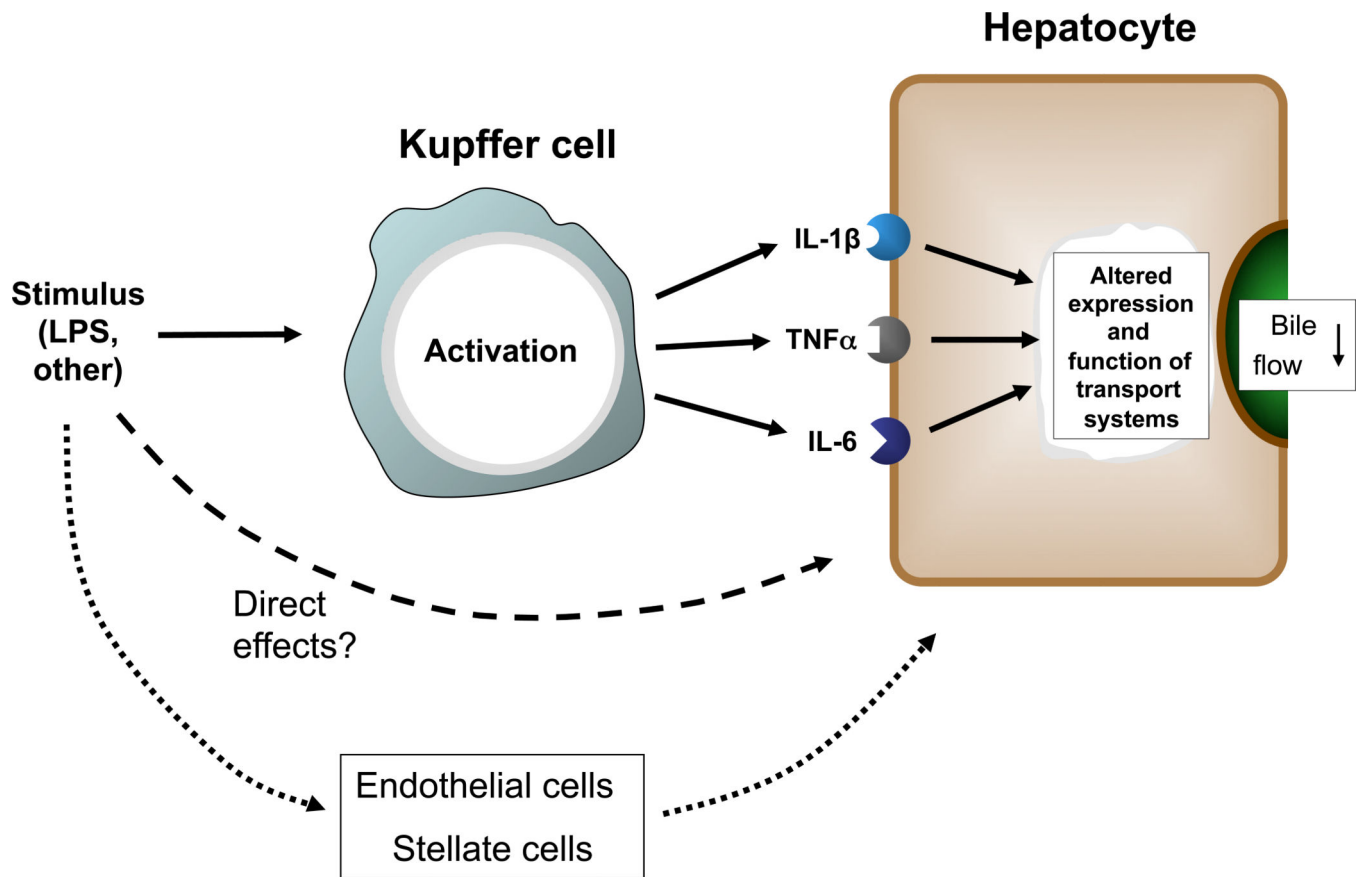 Hepatocyte
Kupffer cell
Stimulus
(LPS,
other)
Activation
IL-1β
TNFα
IL-6
Altered
expression
and
function of
transport
systems
Bile
flow
Direct
effects?
Endothelial cells
Stellate cells